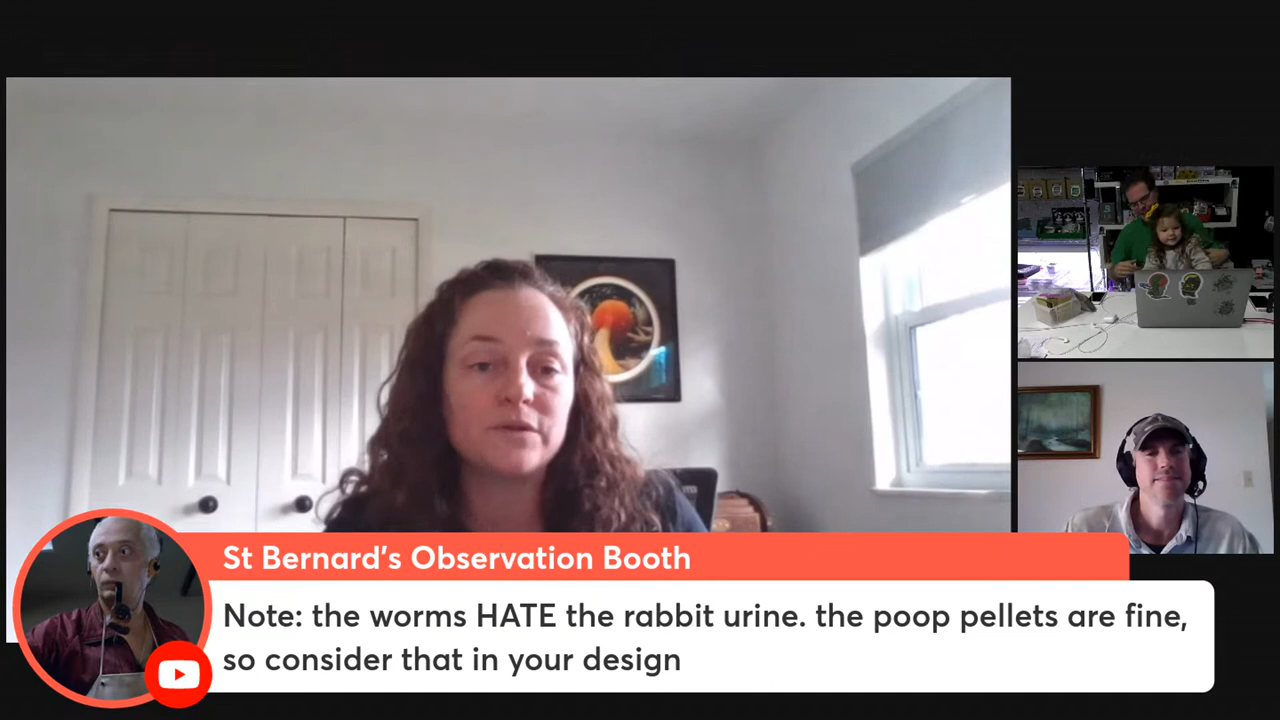 St Bernard's Observation Booth
Note: the worms HATE the rabbit urine. the poop pellets are fine,
so consider that in your design